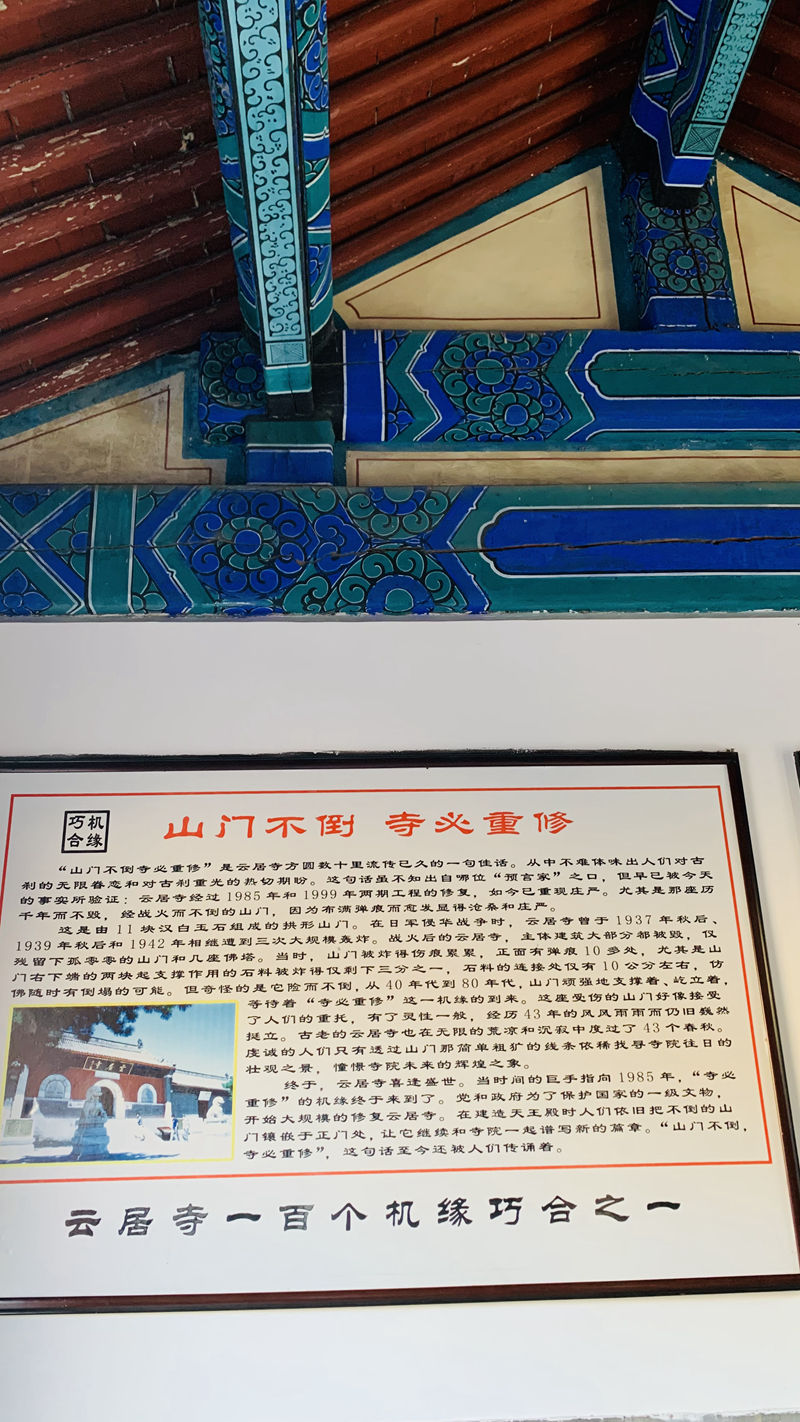 机缘
巧合
山门不倒 寺必重修
“山门不倒寺必重修”是云居寺方圆数十里流传已久的一句佳话。从中不难体味出人们对古
刹的无限眷恋和对古刹重光的热切期盼。这句话虽不知出自哪位“预言家”之口，但早已被今天
的事实所验证：云居寺经过1985年和1999年两期工程的修复，如今已重现庄严。尤其是那座历
千年而不毁，经战火而不倒的山门，因为布满弹痕而愈发显得沧桑和庄严。
这是由11块汉白玉石组成的拱形山门。在日军侵华战争时，云居寺曾于1937年秋后、
1939年秋后和1942年相继遭到三次大规模轰炸。战火后的云居寺，主体建筑大部分都被毁，仅
残留下孤零零的山门和几座佛塔。当时，山门被炸得伤痕累累，正面有弹痕10多处，尤其是山
门右下端的两块起支撑作用的石料被炸得仅剩下三分之一，石料的连接处仅有10公分左右，仿
佛随时有倒塌的可能。但奇怪的是它险而不倒，从40年代到80年代，山门顽强地支撑着、屹立着，
等待着“寺必重修”这一机缘的到来。这座受伤的山门好像接受
了人们的重托，有了灵性一般，经历43年的风风雨雨而仍旧巍然
挺立。古老的云居寺也在无限的荒凉和沉寂中度过了43个春秋。
虔诚的人们只有透过山门那简单粗犷的线条依稀找寻寺院往日的
壮观之景，憧憬寺院未来的辉煌之象。
终于，云居寺喜逢盛世。当时间的巨手指向1985年，“寺必
重修”的机缘终于来到了。党和政府为了保护国家的一级文物，
开始大规模的修复云居寺。在建造天王殿时人们依旧把不倒的山
门镶嵌于正门处，让它继续和寺院一起谱写新的篇章。“山门不倒，
寺必重修”，这句话至今还被人们传诵着。
云居寺一百个机缘巧合之一